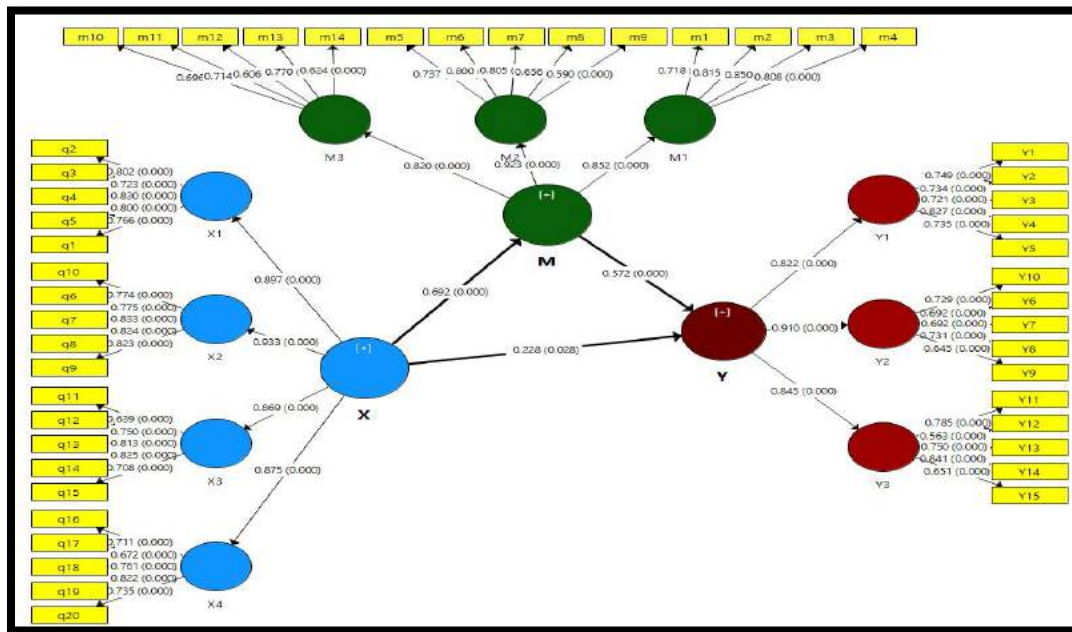 m10 m11 m12 m13 m14 m5 m6 m7 m8 m9 m1 m2 m3 m4
0.714 0.606 0.770 0.624 (0.000) 0.737 0.800 0.805 0.656 0.590 (0.000) 0.718 0.815 0.850 0.808 (0.000)
M3 M2 M1
0.820 (0.000) 0.923 (0.000) 0.852 (0.000)
[+]
M
q2
q3
q4
q5
q1
0.802 (0.000)
0.723 (0.000)
0.830 (0.000)
0.800 (0.000)
0.766 (0.000)
X1
q10
q6
q7
q8
q9
0.774 (0.000)
0.775 (0.000)
0.833 (0.000)
0.824 (0.000)
0.823 (0.000)
X2
q11
q12
q13
q14
q15
0.639 (0.000)
0.750 (0.000)
0.813 (0.000)
0.825 (0.000)
0.708 (0.000)
X3
q16
q17
q18
q19
q20
0.711 (0.000)
0.672 (0.000)
0.761 (0.000)
0.822 (0.000)
0.735 (0.000)
X4
0.897 (0.000)
0.933 (0.000)
0.869 (0.000)
0.875 (0.000)
[+]
X
0.692 (0.000)
0.572 (0.000)
0.228 (0.028)
[+]
Y
0.822 (0.000)
0.910 (0.000)
0.845 (0.000)
Y1
0.749 (0.000)
0.734 (0.000)
0.721 (0.000)
0.827 (0.000)
0.735 (0.000)
Y1
Y2
Y3
Y4
Y5
Y2
0.729 (0.000)
0.692 (0.000)
0.692 (0.000)
0.731 (0.000)
0.645 (0.000)
Y10
Y6
Y7
Y8
Y9
Y3
0.785 (0.000)
0.563 (0.000)
0.750 (0.000)
0.841 (0.000)
0.651 (0.000)
Y11
Y12
Y13
Y14
Y15